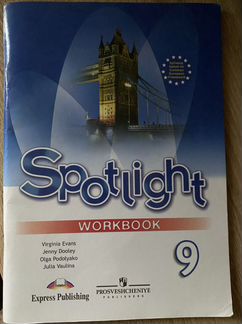 Spotlight
WORKBOOK
Virginia Evans
Jenny Dooley
Olga Podolyako
Julia Vaulina
9
Express Publishing
PROSVESHCHENIYE
PUBLISHERS